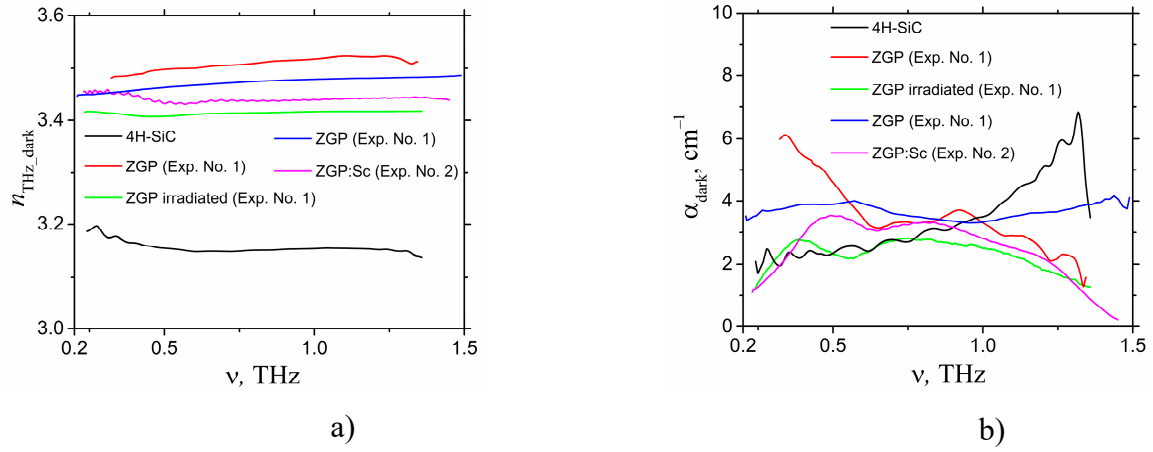 3.6
3.4
3.2
3.0
n_THz_dark
4H-SiC
ZGP (Exp. No. 1)
ZGP irradiated (Exp. No. 1)
ZGP (Exp. No. 1)
ZGP:Sc (Exp. No. 2)
0.2 0.5 1.0 1.5
ν, THz
a)
10
8
6
4
2
0
α_dark, cm⁻¹
4H-SiC
ZGP (Exp. No. 1)
ZGP irradiated (Exp. No. 1)
ZGP (Exp. No. 1)
ZGP:Sc (Exp. No. 2)
0.2 0.5 1.0 1.5
ν, THz
b)